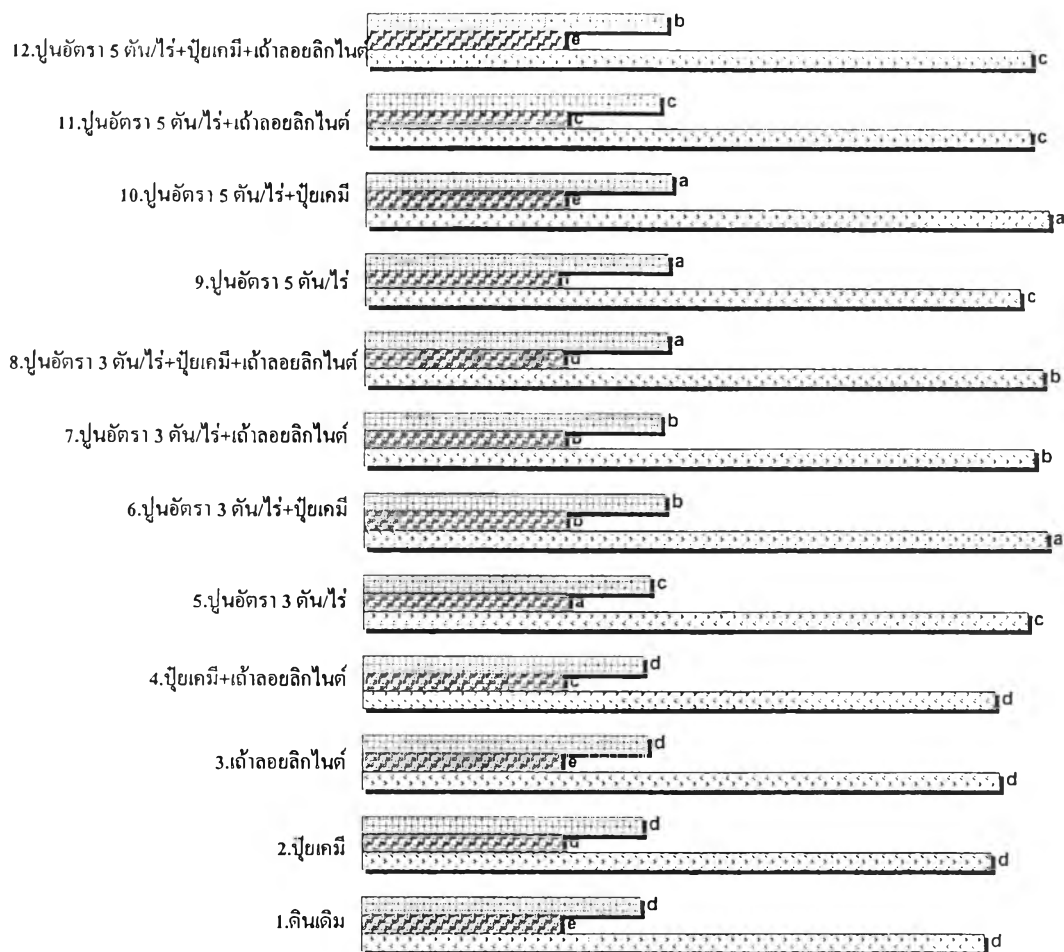 b
12.ปูนอัตรา 5 ตัน/ไร่+ปุ๋ยเคมี+เถ้าลอยลิกไนต์
e
c
c
11.ปูนอัตรา 5 ตัน/ไร่+เถ้าลอยลิกไนต์
c
c
a
10.ปูนอัตรา 5 ตัน/ไร่+ปุ๋ยเคมี
e
a
a
9.ปูนอัตรา 5 ตัน/ไร่
c
a
8.ปูนอัตรา 3 ตัน/ไร่+ปุ๋ยเคมี+เถ้าลอยลิกไนต์
d
b
b
7.ปูนอัตรา 3 ตัน/ไร่+เถ้าลอยลิกไนต์
b
b
b
6.ปูนอัตรา 3 ตัน/ไร่+ปุ๋ยเคมี
b
a
c
5.ปูนอัตรา 3 ตัน/ไร่
a
c
d
4.ปุ๋ยเคมี+เถ้าลอยลิกไนต์
c
d
d
3.เถ้าลอยลิกไนต์
e
d
d
2.ปุ๋ยเคมี
d
d
d
1.ดินเดิม
e
d